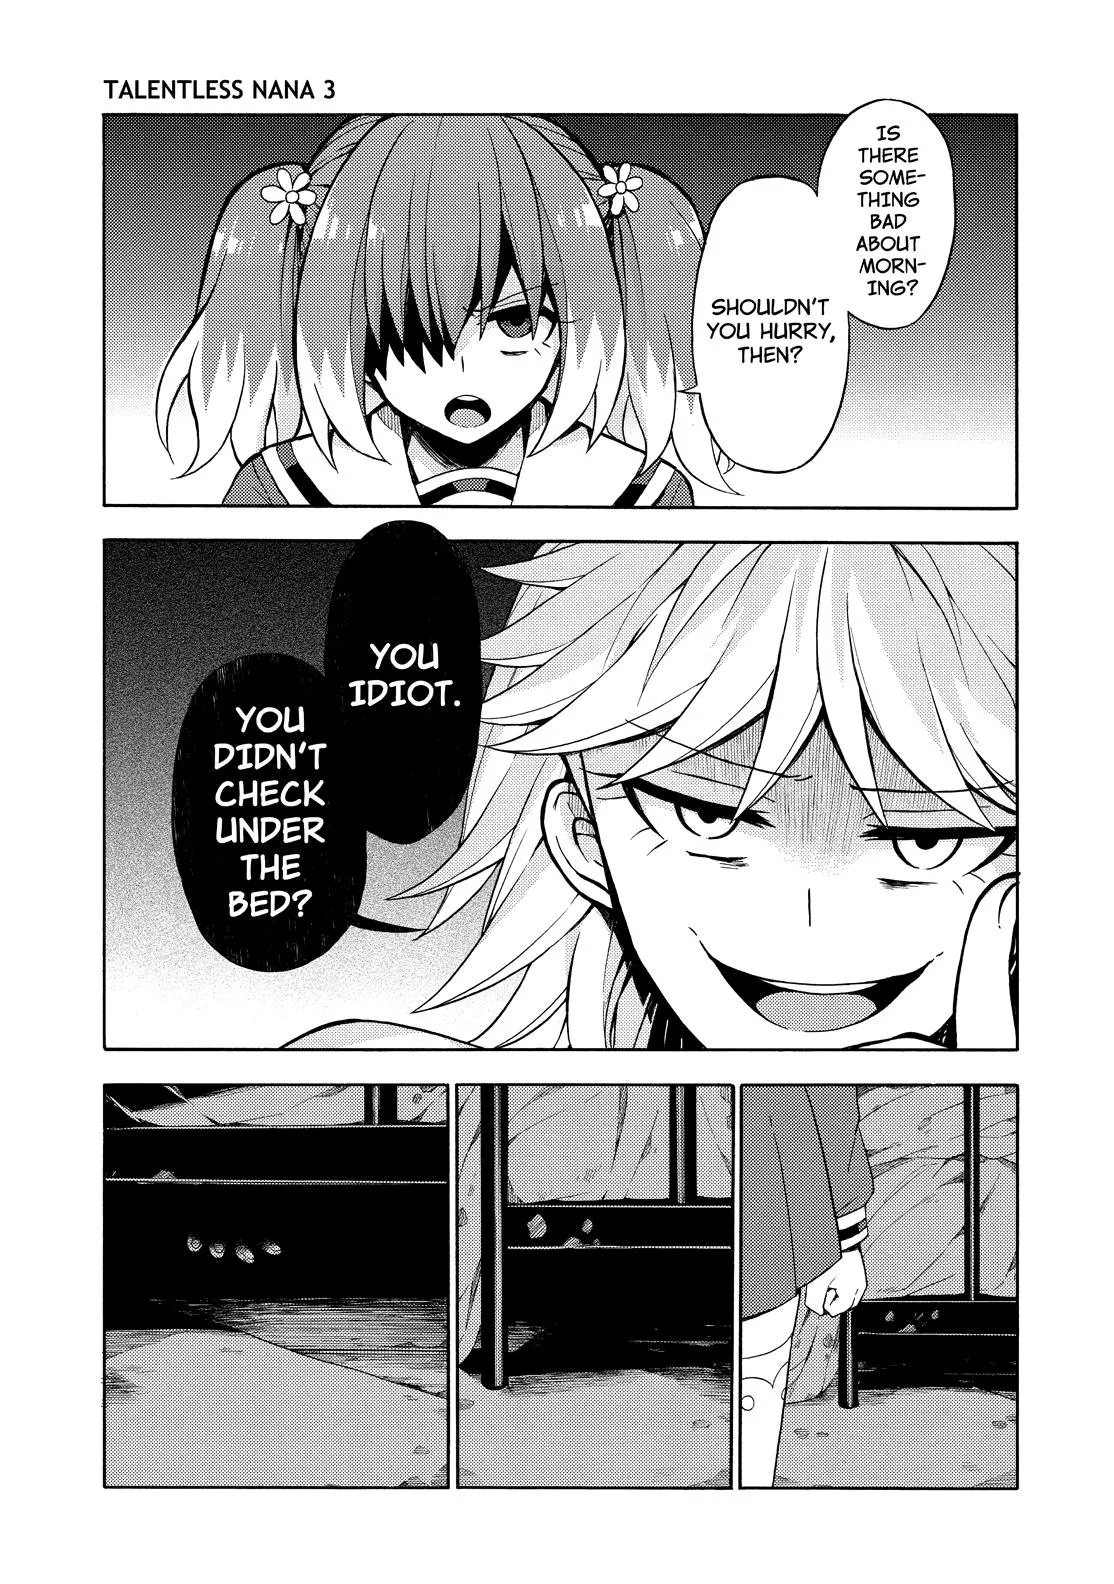 TALENTLESS NANA 3
IS
THERE
SOME-
THING
BAD
ABOUT
MORN-
ING?
SHOULDN'T
YOU HURRY,
THEN?
YOU
IDIOT.
YOU
DIDN'T
CHECK
UNDER
THE
BED?